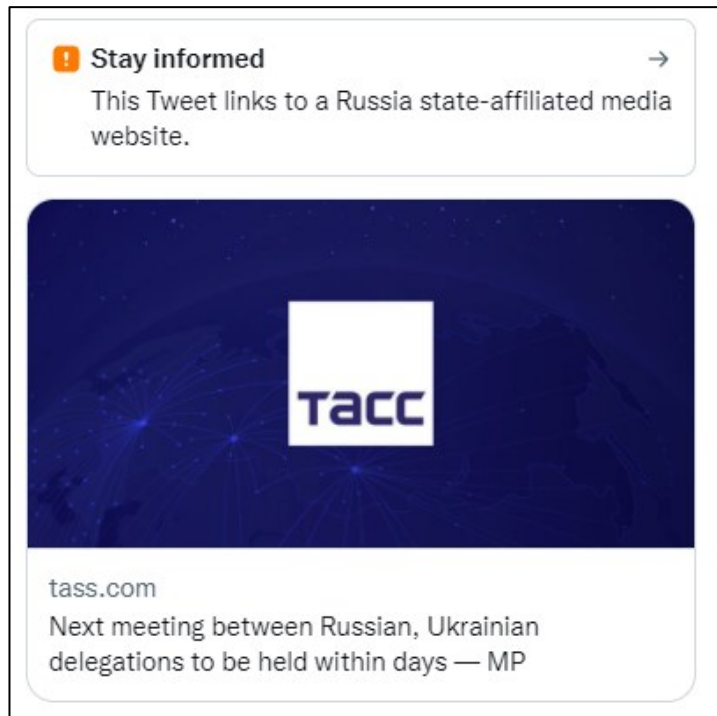 Stay informed
This Tweet links to a Russia state-affiliated media
website.
тасс
tass.com
Next meeting between Russian, Ukrainian
delegations to be held within days — MP